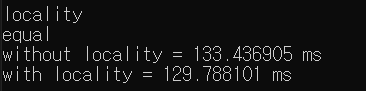 locality
equal
without locality = 133.436905 ms
with locality = 129.788101 ms